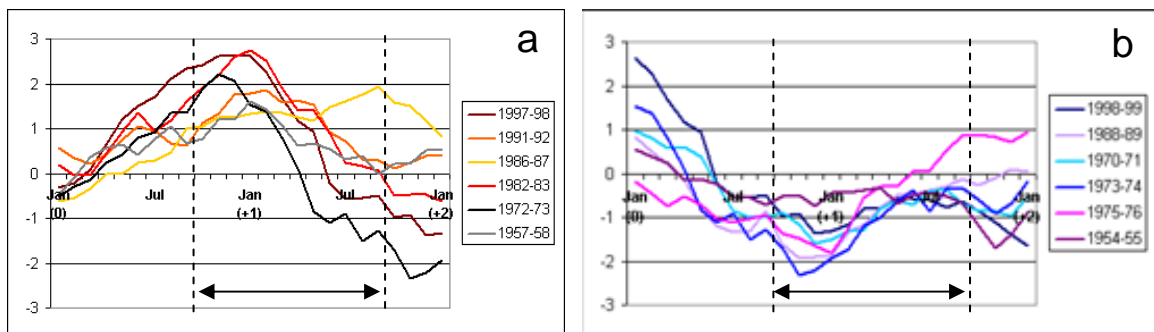 a
3
2
1
0
-1
-2
-3
Jan
(0)
Jul
Jan
(+1)
Jul
Jan
(+2)
1997-98
1991-92
1986-87
1982-83
1972-73
1957-58
b
3
2
1
0
-1
-2
-3
Jan
(0)
Jul
Jan
(+1)
Jan
(+2)
1998-99
1988-89
1970-71
1973-74
1975-76
1954-55